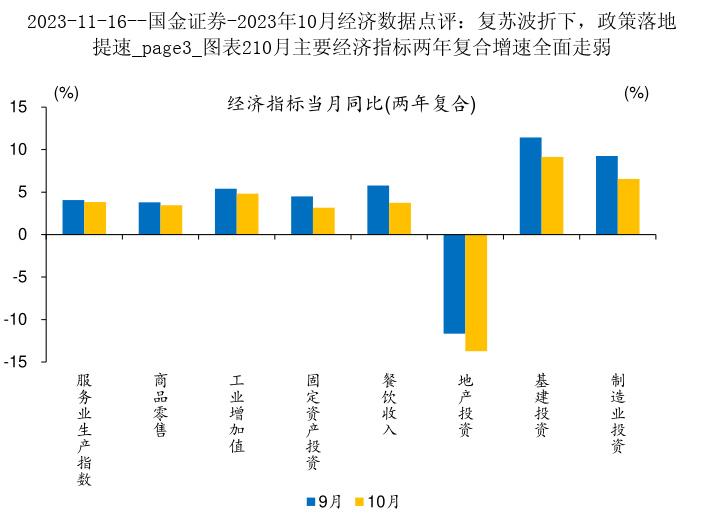 2023-11-16--国金证券-2023年10月经济数据点评：复苏波折下，政策落地
提速_page3_图表210月主要经济指标两年复合增速全面走弱
(%)
(%)
经济指标当月同比(两年复合)
15
10
5
0
-5
-10
-15
服务业生产指数
商品零售
工业增加值
固定资产投资
餐饮收入
地产投资
基建投资
制造业投资
9月
10月